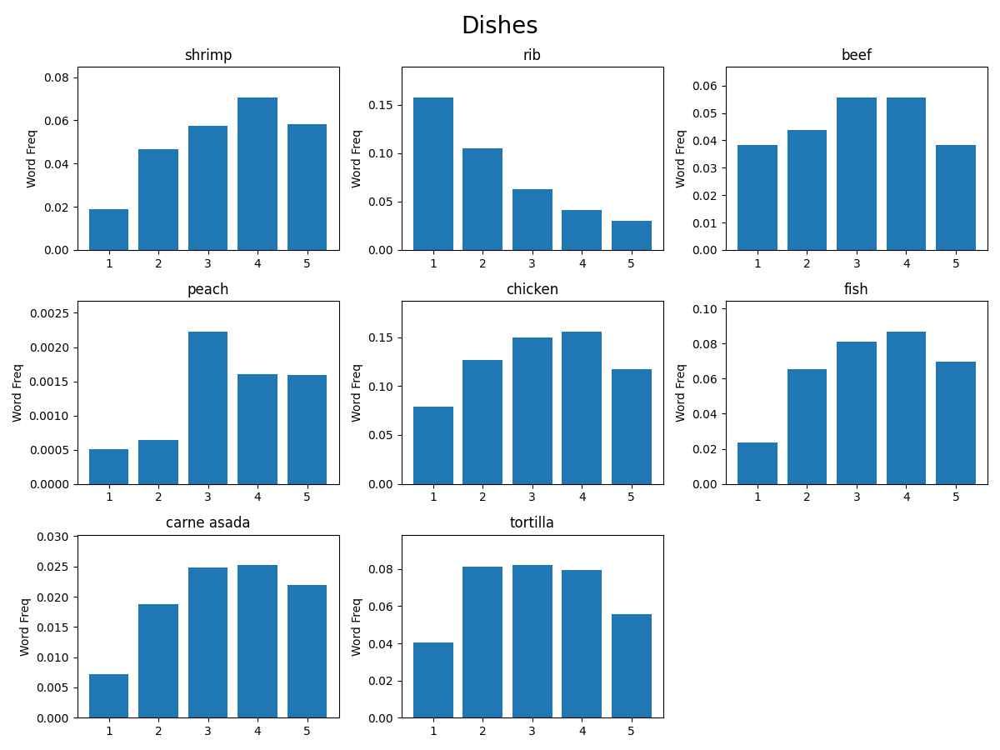 Dishes
shrimp
Word Freq
0.08
0.06
0.04
0.02
0.00
1 2 3 4 5
rib
Word Freq
0.15
0.10
0.05
0.00
1 2 3 4 5
beef
Word Freq
0.06
0.05
0.04
0.03
0.02
0.01
0.00
1 2 3 4 5
peach
Word Freq
0.0025
0.0020
0.0015
0.0010
0.0005
0.0000
1 2 3 4 5
chicken
Word Freq
0.15
0.10
0.05
0.00
1 2 3 4 5
fish
Word Freq
0.10
0.08
0.06
0.04
0.02
0.00
1 2 3 4 5
carne asada
Word Freq
0.030
0.025
0.020
0.015
0.010
0.005
0.000
1 2 3 4 5
tortilla
Word Freq
0.08
0.06
0.04
0.02
0.00
1 2 3 4 5